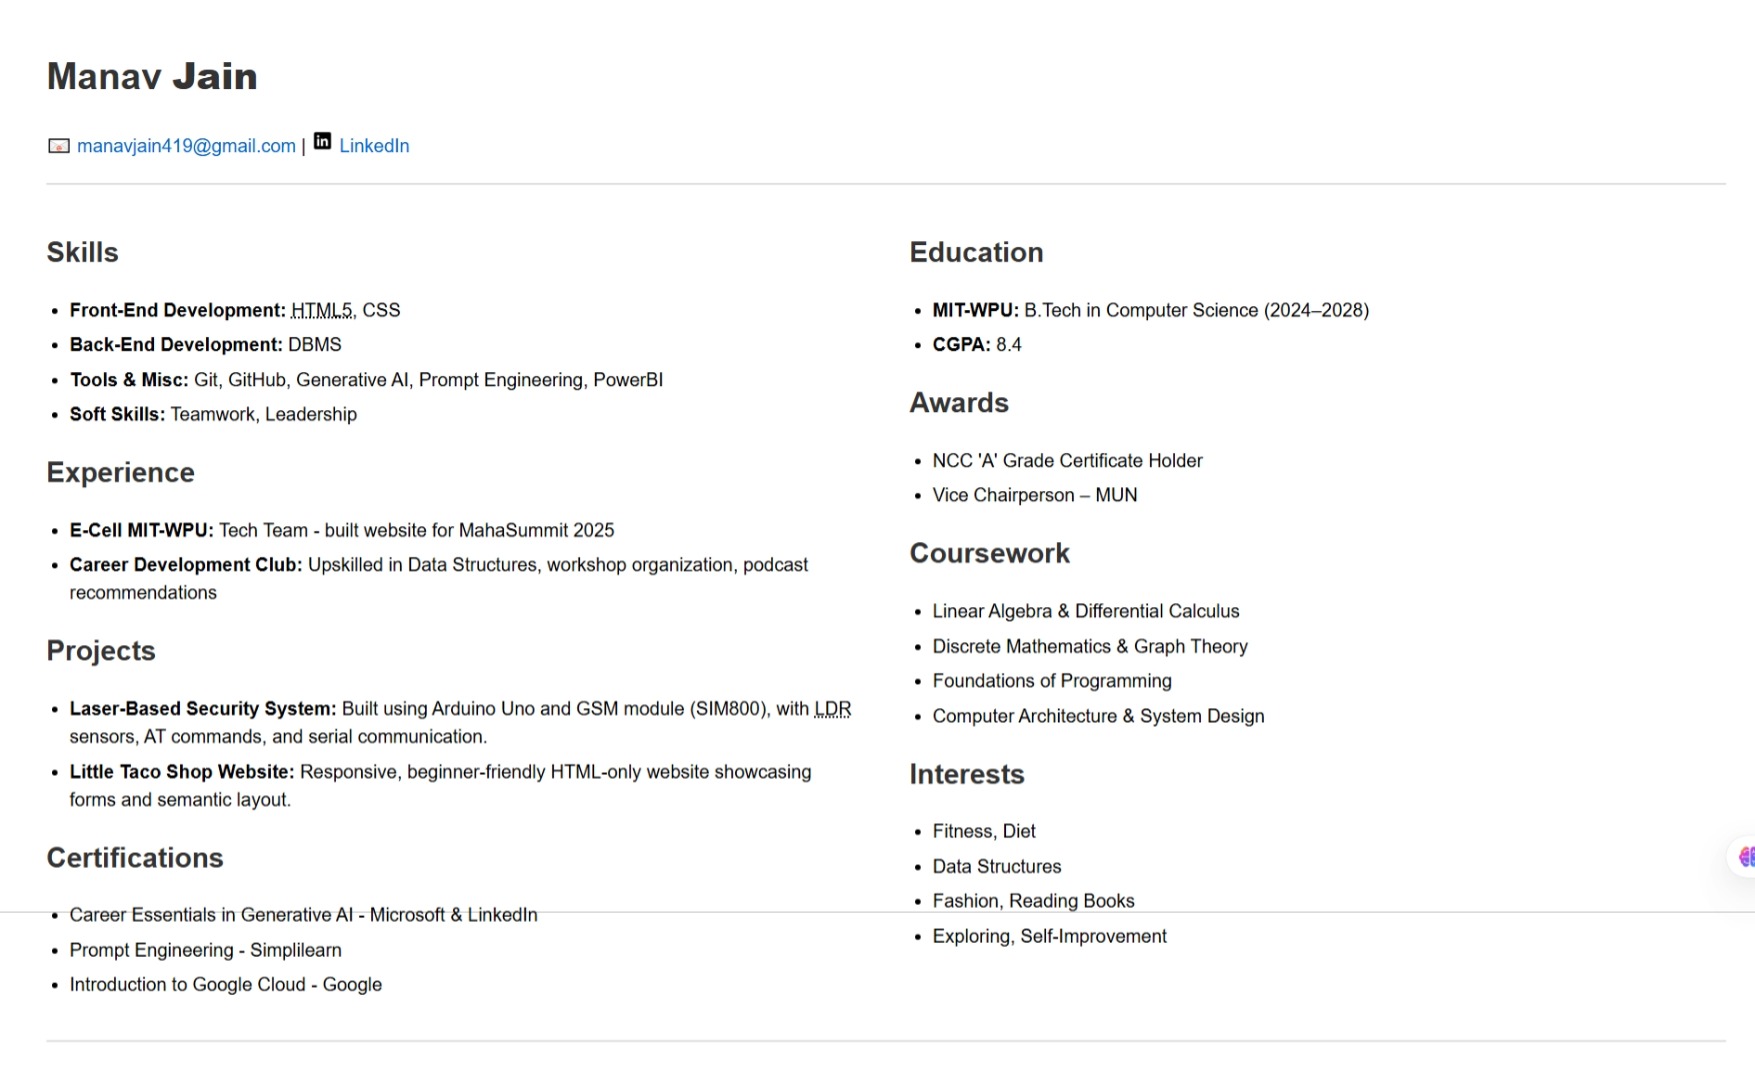 Manav Jain
manavjain419@gmail.com | in LinkedIn
Skills
• Front-End Development: HTML5, CSS
• Back-End Development: DBMS
• Tools & Misc: Git, GitHub, Generative AI, Prompt Engineering, PowerBI
• Soft Skills: Teamwork, Leadership
Experience
• E-Cell MIT-WPU: Tech Team - built website for MahaSummit 2025
• Career Development Club: Upskilled in Data Structures, workshop organization, podcast
recommendations
Projects
• Laser-Based Security System: Built using Arduino Uno and GSM module (SIM800), with LDR
sensors, AT commands, and serial communication.
• Little Taco Shop Website: Responsive, beginner-friendly HTML-only website showcasing
forms and semantic layout.
Certifications
• Career Essentials in Generative AI - Microsoft & LinkedIn
• Prompt Engineering - Simplilearn
• Introduction to Google Cloud - Google
Education
• MIT-WPU: B.Tech in Computer Science (2024–2028)
• CGPA: 8.4
Awards
• NCC 'A' Grade Certificate Holder
• Vice Chairperson – MUN
Coursework
• Linear Algebra & Differential Calculus
• Discrete Mathematics & Graph Theory
• Foundations of Programming
• Computer Architecture & System Design
Interests
• Fitness, Diet
• Data Structures
• Fashion, Reading Books
• Exploring, Self-Improvement